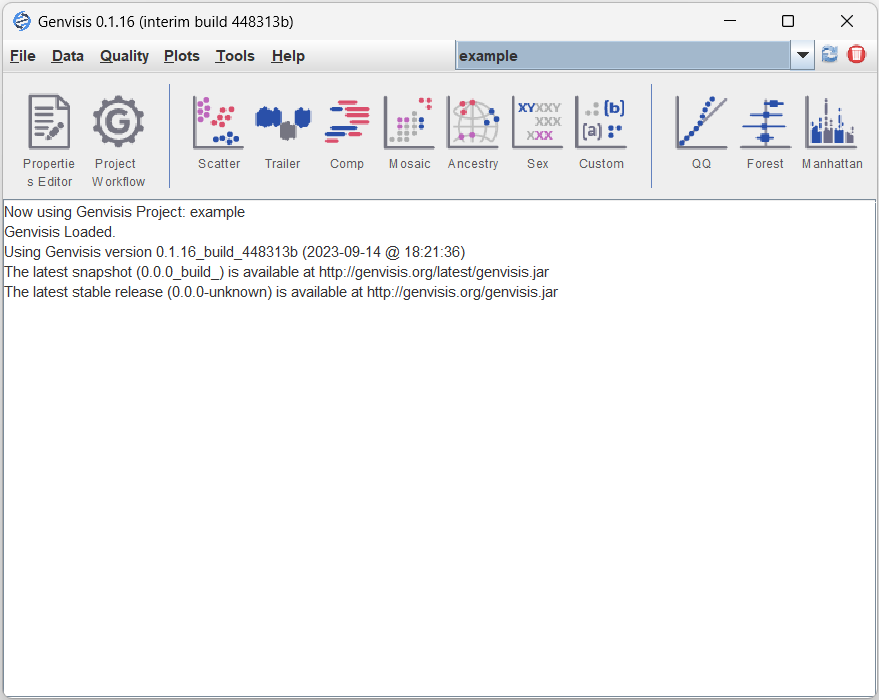 Genvisis 0.1.16 (interim build 448313b)
File Data Quality Plots Tools Help example
Propertie
s Editor
Project
Workflow
Scatter
Trailer
Comp
Mosaic
Ancestry
XYXXY
XXX
XXX
Sex
[b]
[a]
Custom
QQ
Forest
Manhattan
Now using Genvisis Project: example
Genvisis Loaded.
Using Genvisis version 0.1.16_build_448313b (2023-09-14 @ 18:21:36)
The latest snapshot (0.0.0_build_) is available at http://genvisis.org/latest/genvisis.jar
The latest stable release (0.0.0-unknown) is available at http://genvisis.org/genvisis.jar